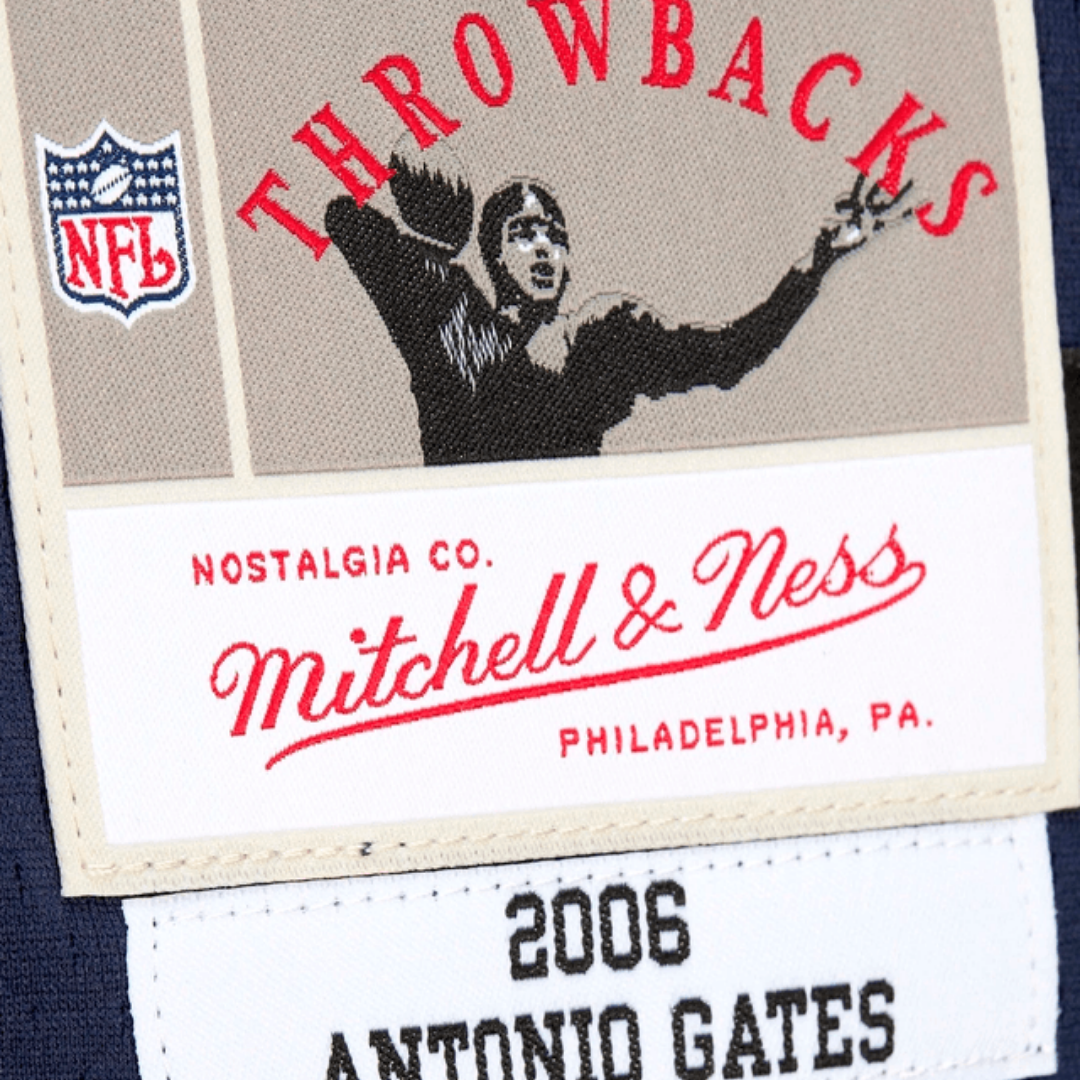 THROWBACKS
NFL
NOSTALGIA CO.
Mitchell & Ness
PHILADELPHIA, PA.
2006
ANTONIO GATES